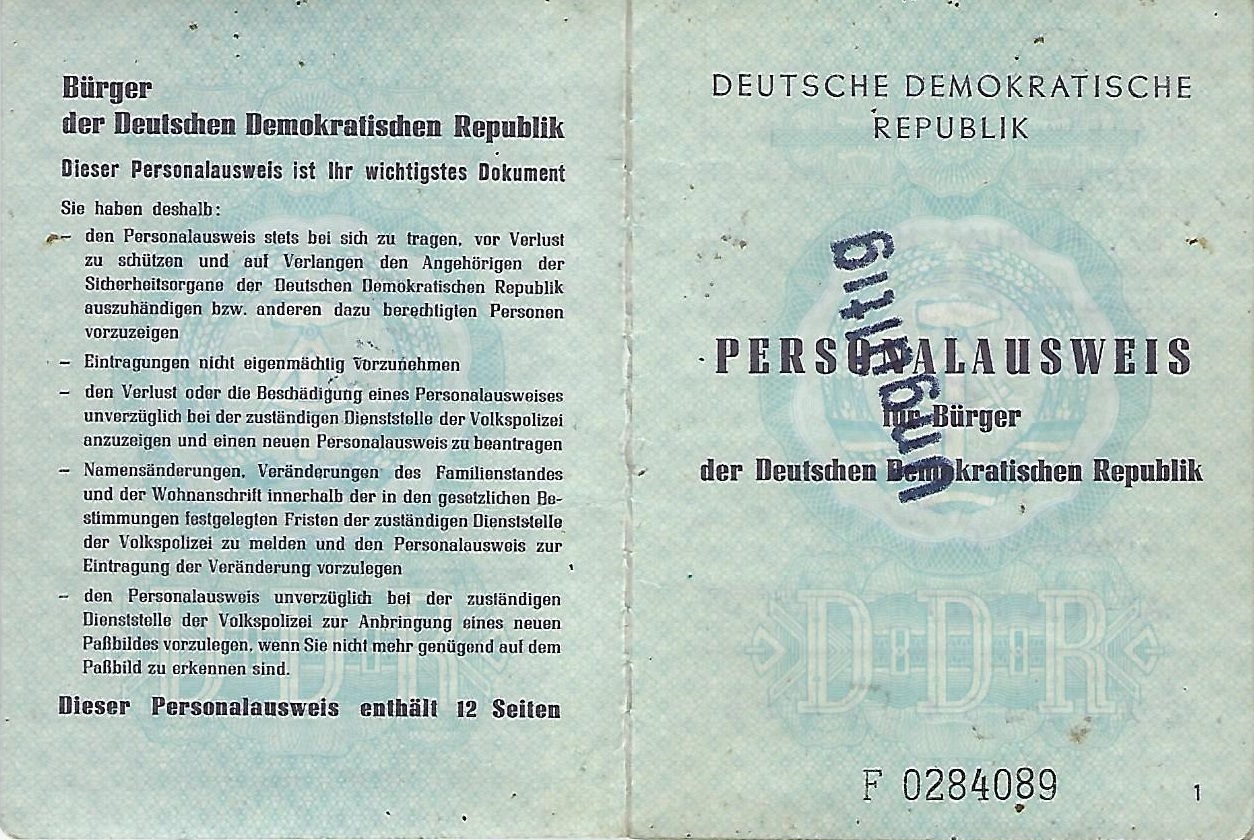 Bürger
der Deutschen Demokratischen Republik
Dieser Personalausweis ist Ihr wichtigstes Dokument
Sie haben deshalb:
– den Personalausweis stets bei sich zu tragen, vor Verlust
zu schützen und auf Verlangen den Angehörigen der
Sicherheitsorgane der Deutschen Demokratischen Republik
auszuhändigen bzw. anderen dazu berechtigten Personen
vorzuzeigen
– Eintragungen nicht eigenmächtig vorzunehmen
– den Verlust oder die Beschädigung eines Personalausweises
unverzüglich bei der zuständigen Dienststelle der Volkspolizei
anzuzeigen und einen neuen Personalausweis zu beantragen
– Namensänderungen, Veränderungen des Familienstandes
und der Wohnanschrift innerhalb der in den gesetzlichen Be-
stimmungen festgelegten Fristen der zuständigen Dienststelle
der Volkspolizei zu melden und den Personalausweis zur
Eintragung der Veränderung vorzulegen
– den Personalausweis unverzüglich bei der zuständigen
Dienststelle der Volkspolizei zur Anbringung eines neuen
Paßbildes vorzulegen, wenn Sie nicht mehr genügend auf dem
Paßbild zu erkennen sind.
Dieser Personalausweis enthält 12 Seiten
DDR
DEUTSCHE DEMOKRATISCHE
REPUBLIK
ungültig
PERSONALAUSWEIS
für Bürger
der Deutschen Demokratischen Republik
DDR
F 0284089
1